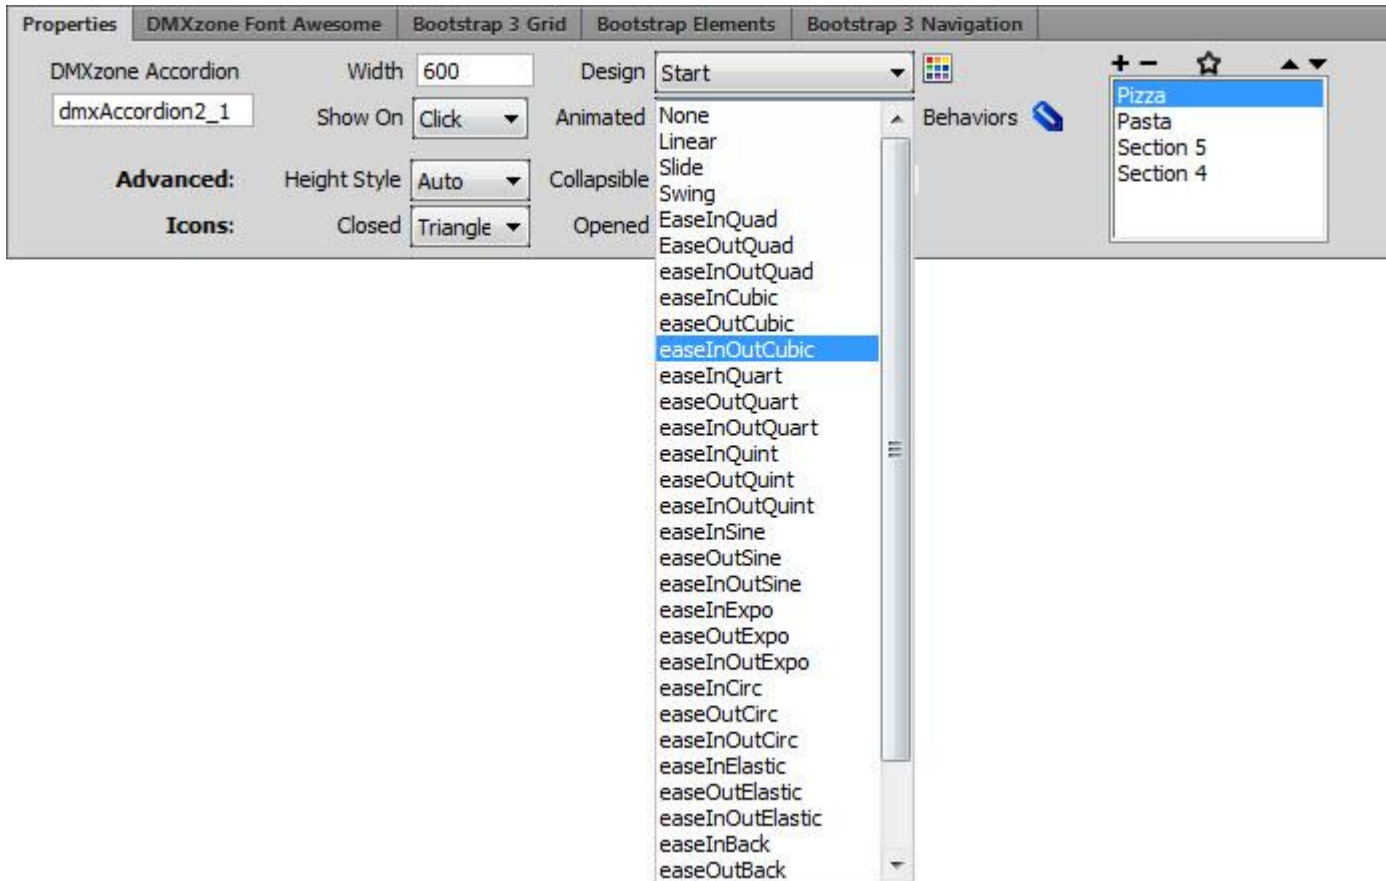 Properties DMXzone Font Awesome Bootstrap 3 Grid Bootstrap Elements Bootstrap 3 Navigation
DMXzone Accordion Width 600 Design Start
dmxAccordion2_1 Show On Click Animated Behaviors
Advanced: Height Style Auto Collapsible
Icons: Closed Triangle Opened
None
Linear
Slide
Swing
EaseInQuad
EaseOutQuad
easeInOutQuad
easeInCubic
easeOutCubic
easeInOutCubic
easeInQuart
easeOutQuart
easeInOutQuart
easeInQuint
easeOutQuint
easeInOutQuint
easeInSine
easeOutSine
easeInOutSine
easeInExpo
easeOutExpo
easeInOutExpo
easeInCirc
easeOutCirc
easeInOutCirc
easeInElastic
easeOutElastic
easeInOutElastic
easeInBack
easeOutBack
Pizza
Pasta
Section 5
Section 4